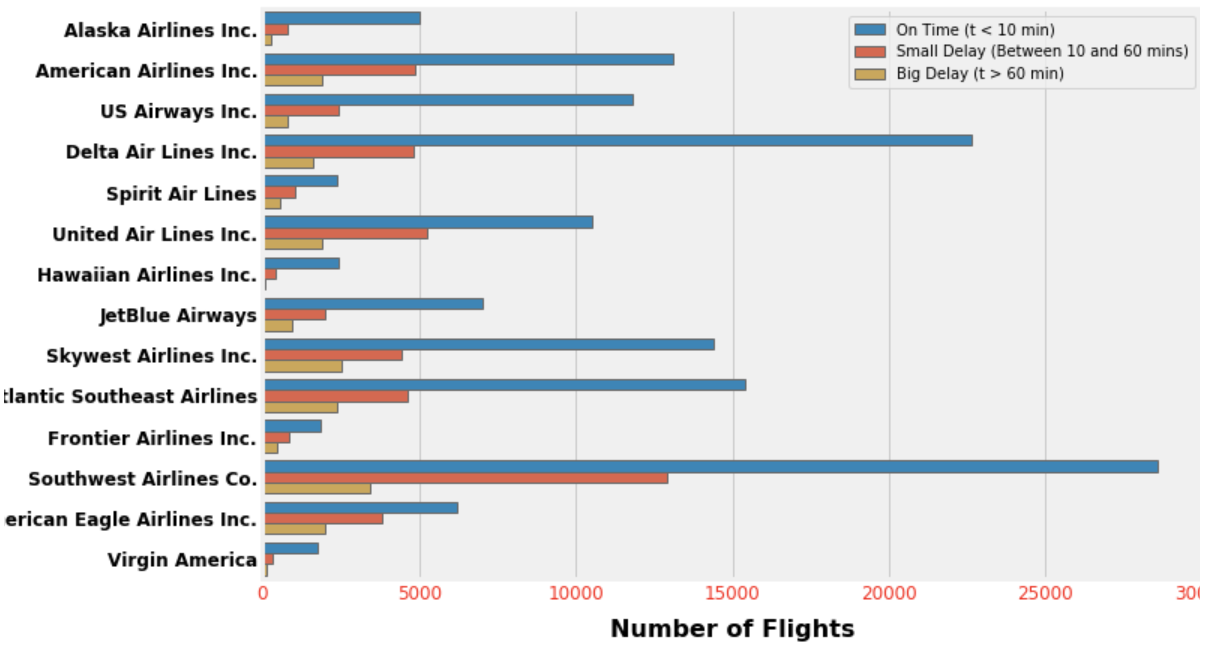 Alaska Airlines Inc.
American Airlines Inc.
US Airways Inc.
Delta Air Lines Inc.
Spirit Air Lines
United Air Lines Inc.
Hawaiian Airlines Inc.
JetBlue Airways
Skywest Airlines Inc.
tlantic Southeast Airlines
Frontier Airlines Inc.
Southwest Airlines Co.
erican Eagle Airlines Inc.
Virgin America
On Time (t < 10 min)
Small Delay (Between 10 and 60 mins)
Big Delay (t > 60 min)
0 5000 10000 15000 20000 25000 300
Number of Flights